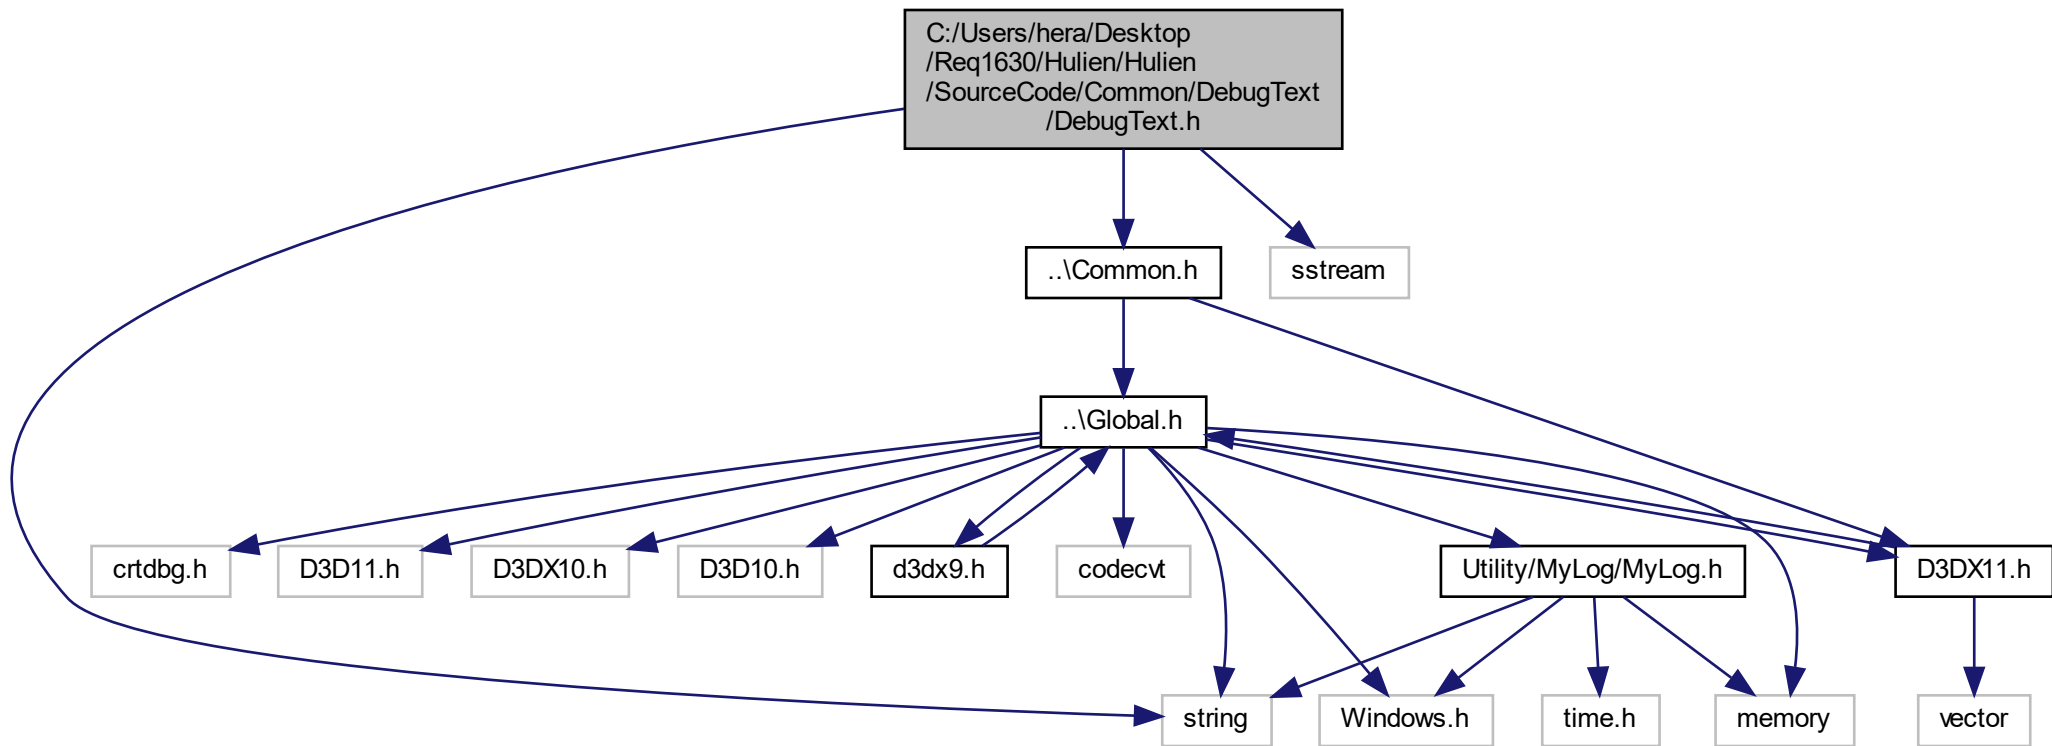 C:/Users/hera/Desktop
/Req1630/Hulien/Hulien
/SourceCode/Common/DebugText
/DebugText.h
..\Common.h
sstream
..\Global.h
crtdbg.h
D3D11.h
D3DX10.h
D3D10.h
d3dx9.h
codecvt
Utility/MyLog/MyLog.h
D3DX11.h
string
Windows.h
time.h
memory
vector